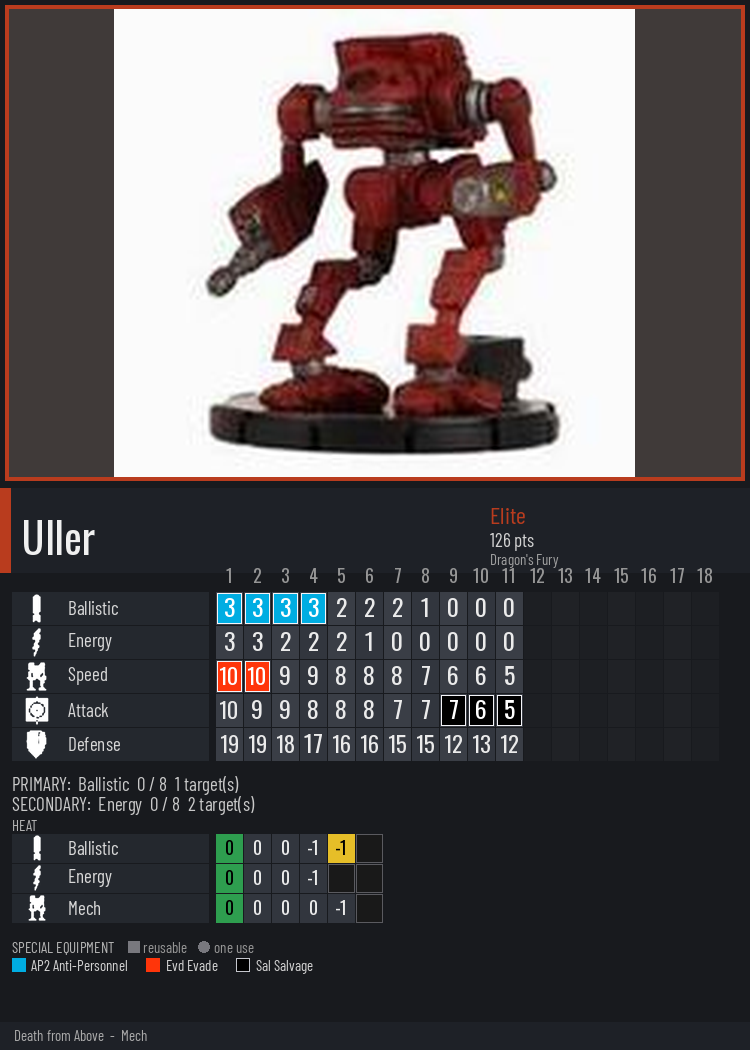 Uller
Elite
126 pts
Dragon's Fury
1 2 3 4 5 6 7 8 9 10 11 12 13 14 15 16 17 18
Ballistic 3 3 3 3 2 2 2 1 0 0 0
Energy 3 3 2 2 2 1 0 0 0 0 0
Speed 10 10 9 9 8 8 8 7 6 6 5
Attack 10 9 9 8 8 8 7 7 7 6 5
Defense 19 19 18 17 16 16 15 15 12 13 12
PRIMARY: Ballistic 0 / 8 1 target(s)
SECONDARY: Energy 0 / 8 2 target(s)
HEAT
Ballistic 0 0 0 -1 -1
Energy 0 0 0 -1
Mech 0 0 0 0 -1
SPECIAL EQUIPMENT reusable one use
AP2 Anti-Personnel Evd Evade Sal Salvage
Death from Above - Mech